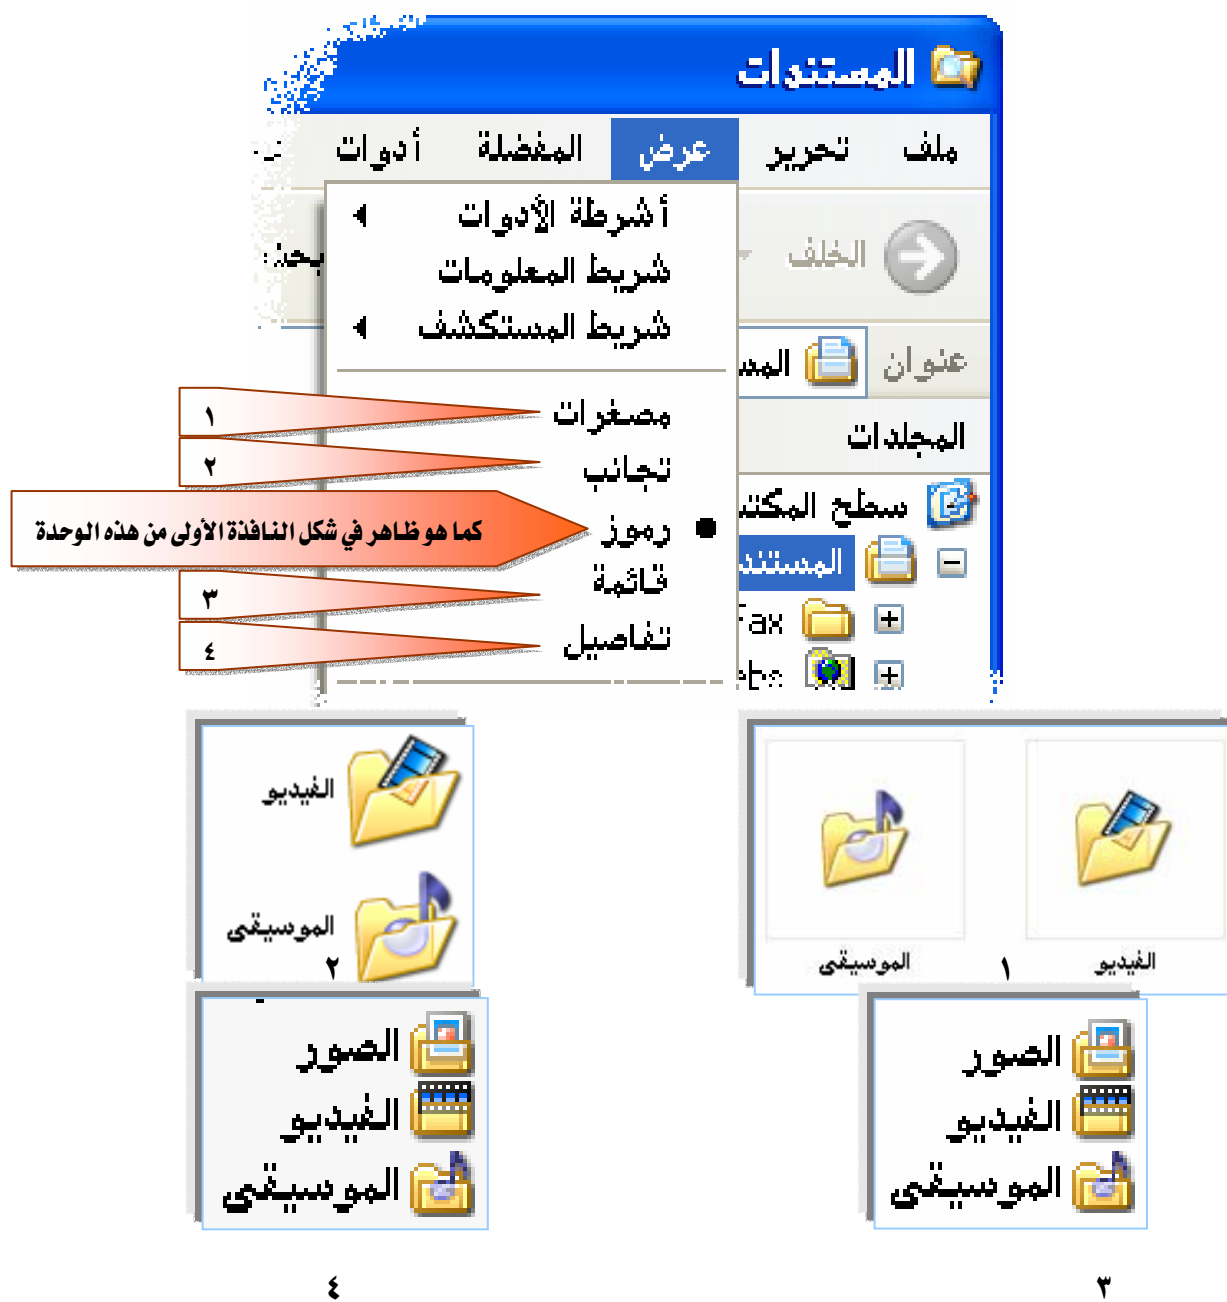 المستندات
ملف تحرير عرض المفضلة أدوات
الخلف
أشرطة الأدوات
شريط المعلومات
شريط المستكشف
عنوان
المجلدات
سطح
Fax
مصغرات
١
تجانب
٢
رموز
كما هو ظاهر في شكل النافذة الأولى من هذه الوحدة
قائمة
٣
تفاصيل
٤
الفيديو
الموسيقى
١
الفيديو
الموسيقى
٢
الصور
الفيديو
الموسيقى
٣
الصور
الفيديو
الموسيقى
٤